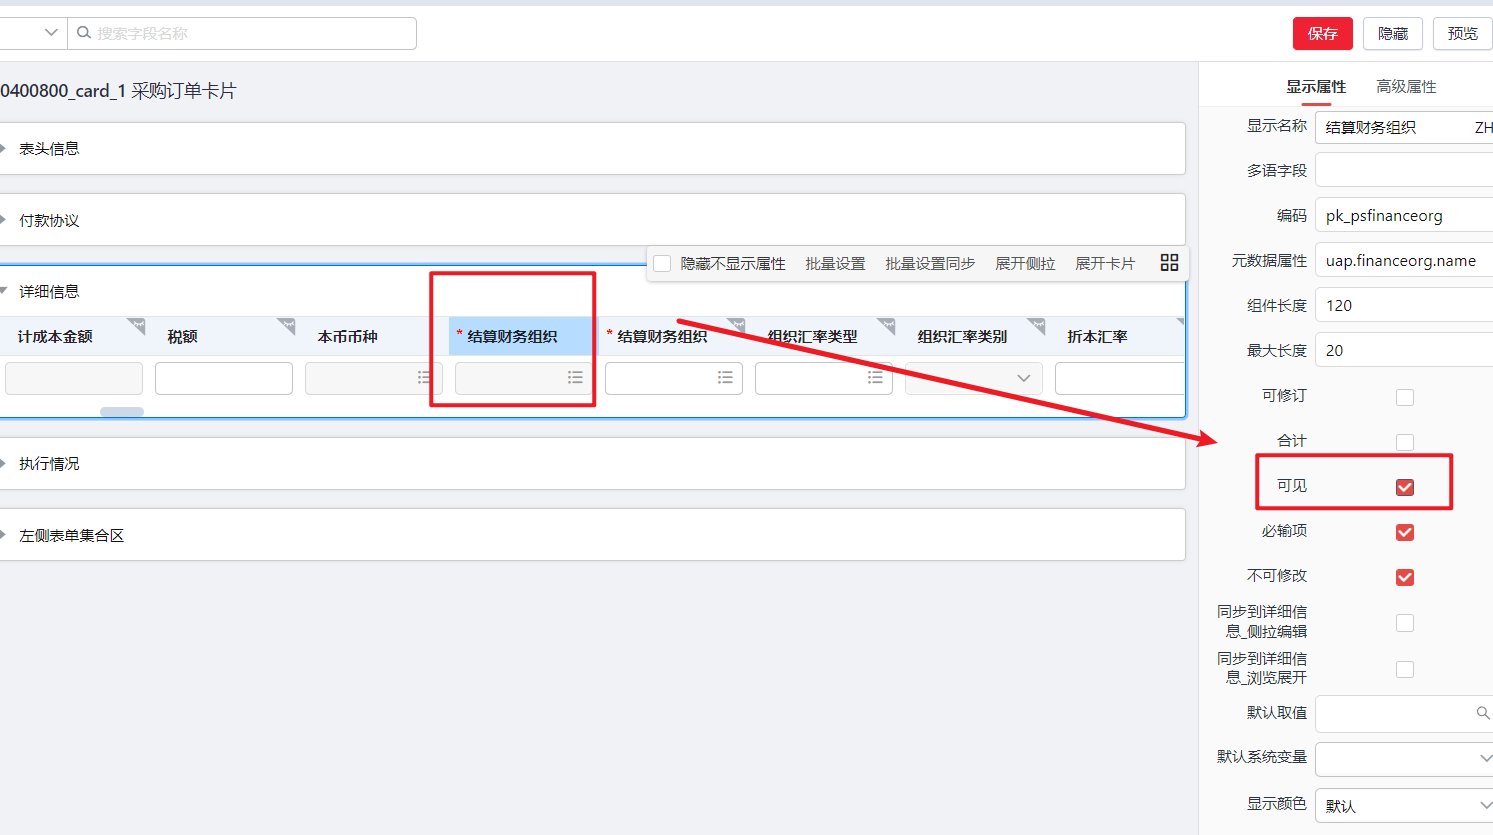 搜索字段名称
保存
隐藏
预览
0400800_card_1 采购订单卡片
显示属性
高级属性
表头信息
付款协议
隐藏不显示属性
批量设置
批量设置同步
展开侧拉
展开卡片
详细信息
计成本金额
税额
本币币种
* 结算财务组织
* 结算财务组织
组织汇率类型
组织汇率类别
折本汇率
执行情况
左侧表单集合区
显示名称 结算财务组织 ZH
多语字段
编码 pk_psfinanceorg
元数据属性 uap.financeorg.name
组件长度 120
最大长度 20
可修订
合计
可见
必输项
不可修改
同步到详细信
息_侧拉编辑
同步到详细信
息_浏览展开
默认取值
默认系统变量
显示颜色 默认